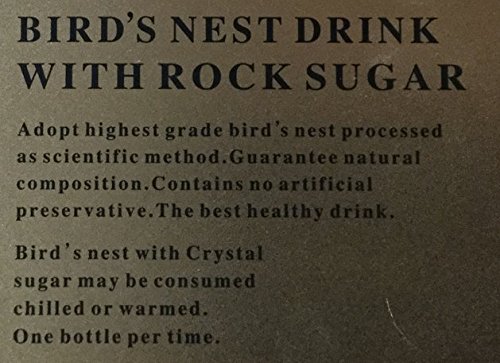 BIRD'S NEST DRINK
WITH ROCK SUGAR
Adopt highest grade bird's nest processed
as scientific method.Guarantee natural
composition.Contains no artificial
preservative.The best healthy drink.
Bird's nest with Crystal
sugar may be consumed
chilled or warmed.
One bottle per time.